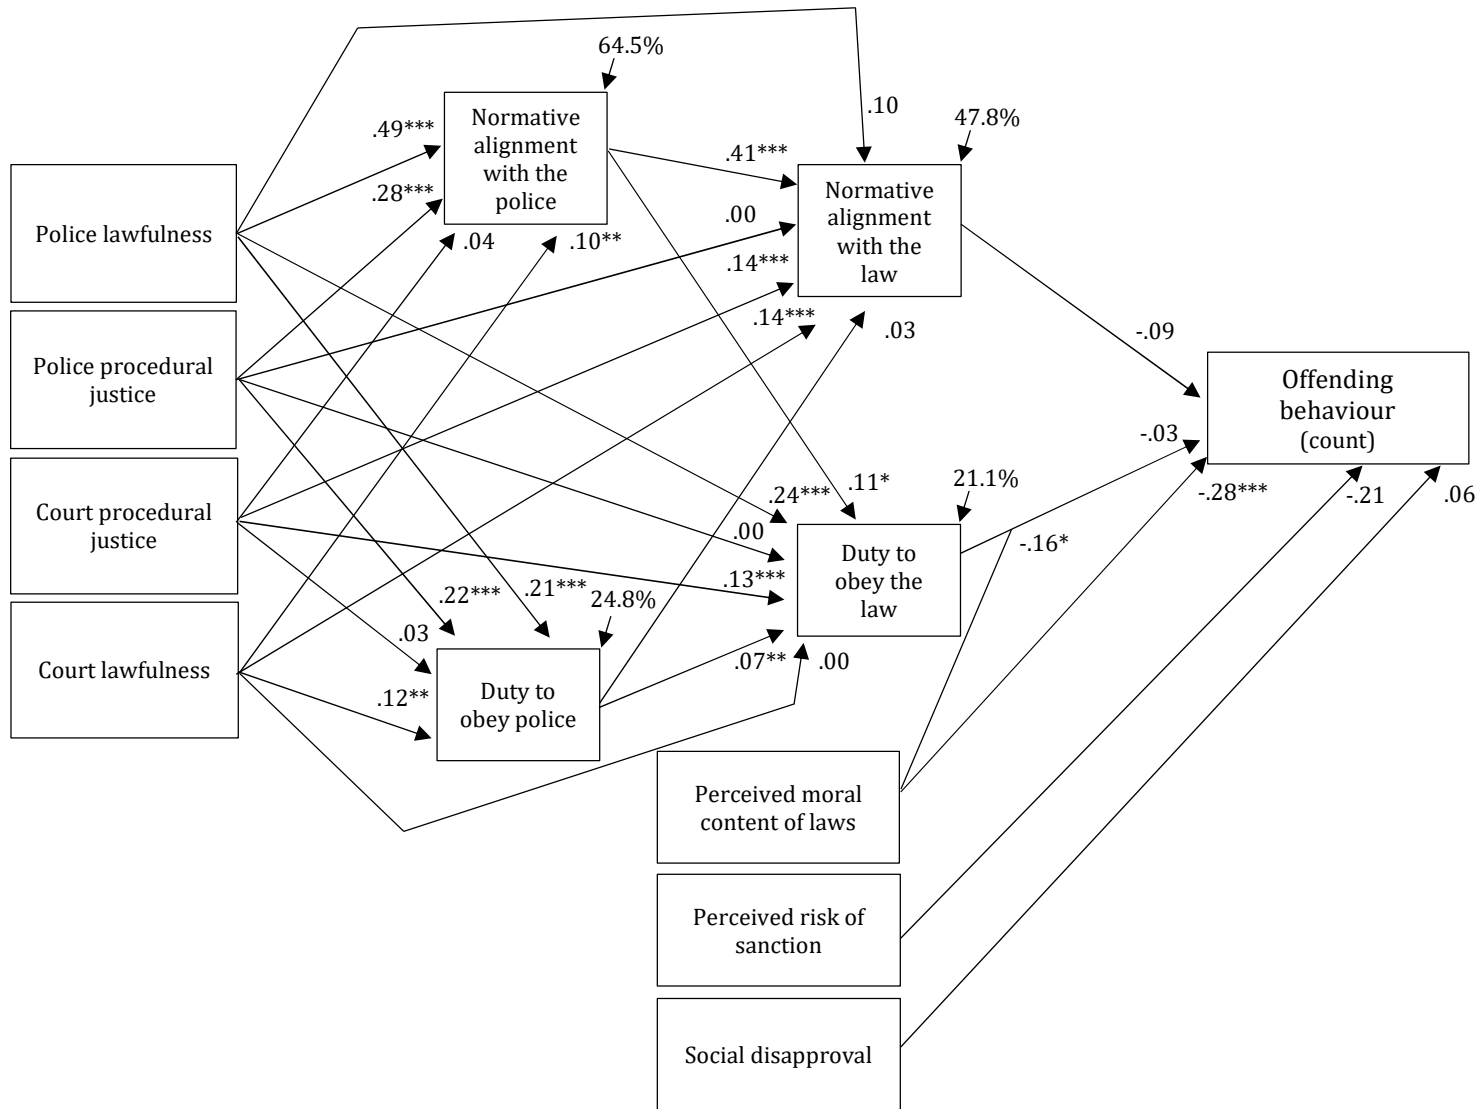 64.5%
Normative
alignment
with the
police
.49***
.28***
.04
.10**
.10
47.8%
.41***
.00
.14***
.14***
.03
Normative
alignment
with the
law
Police lawfulness
Police procedural
justice
Court procedural
justice
Court lawfulness
-.09
Offending
behaviour
(count)
-.03
-.28***
-.21
.06
-.16*
.24***
.11*
21.1%
.00
.13***
Duty to
obey the
law
.07**
.00
.22***
.21***
24.8%
.03
.12**
Duty to
obey police
Perceived moral
content of laws
Perceived risk of
sanction
Social disapproval